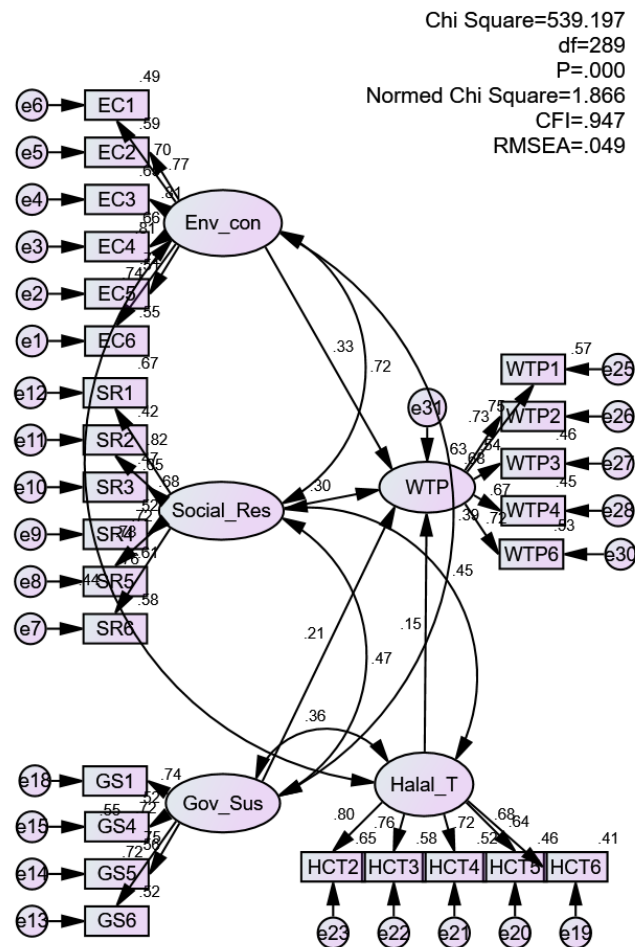 Chi Square=539.197
df=289
P=.000
Normed Chi Square=1.866
CFI=.947
RMSEA=.049
.49
e6 EC1
.59
e5 EC2 .70
.77
e4 EC3 .81
.66
.81
e3 EC4
Env_con
e2 EC5
.74
.55
e1 EC6
.67
e12 SR1
.42
e11 SR2 .82
e10 SR3 .68
Social_Res
e9
e8 SR5
.44
.61
e7 SR6
.58
.33
.72
e31
WTP
.30
.63
.39
.45
.73
.75
.57
WTP1 e25
WTP2 e26
.46
WTP3 e27
.45
.67
WTP4 e28
.72
.53
WTP6 e30
.21
.15
.47
.36
e18 GS1 .74
e15 GS4
.55
.72
Gov_Sus
e14 GS5
.72
e13 GS6
.52
Halal_T
.80
.76
.72
.68
.64
.65
.58
.52
.46
.41
HCT2 HCT3 HCT4 HCT5 HCT6
e23 e22 e21 e20 e19